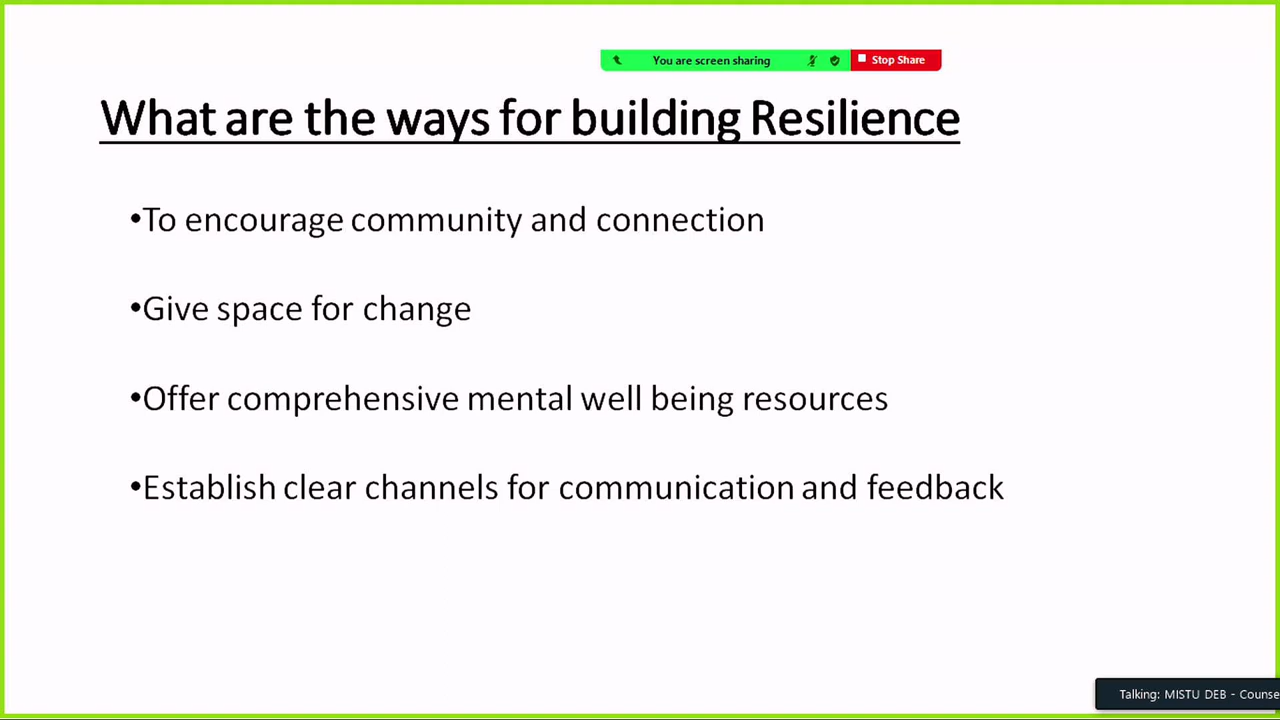 You are screen sharing
Stop Share
What are the ways for building Resilience
•To encourage community and connection
•Give space for change
•Offer comprehensive mental well being resources
•Establish clear channels for communication and feedback
Talking: MISTU DEB - Counse